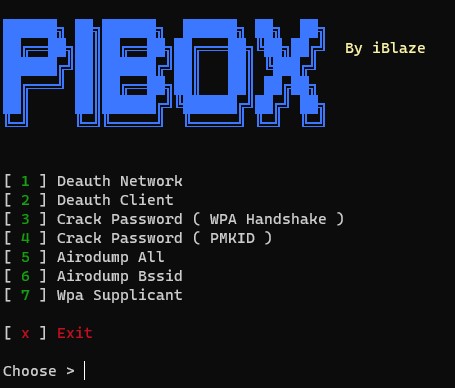 PIBOX
By iBlaze
[ 1 ] Deauth Network
[ 2 ] Deauth Client
[ 3 ] Crack Password ( WPA Handshake )
[ 4 ] Crack Password ( PMKID )
[ 5 ] Airodump All
[ 6 ] Airodump Bssid
[ 7 ] Wpa Supplicant
[ x ] Exit
Choose >